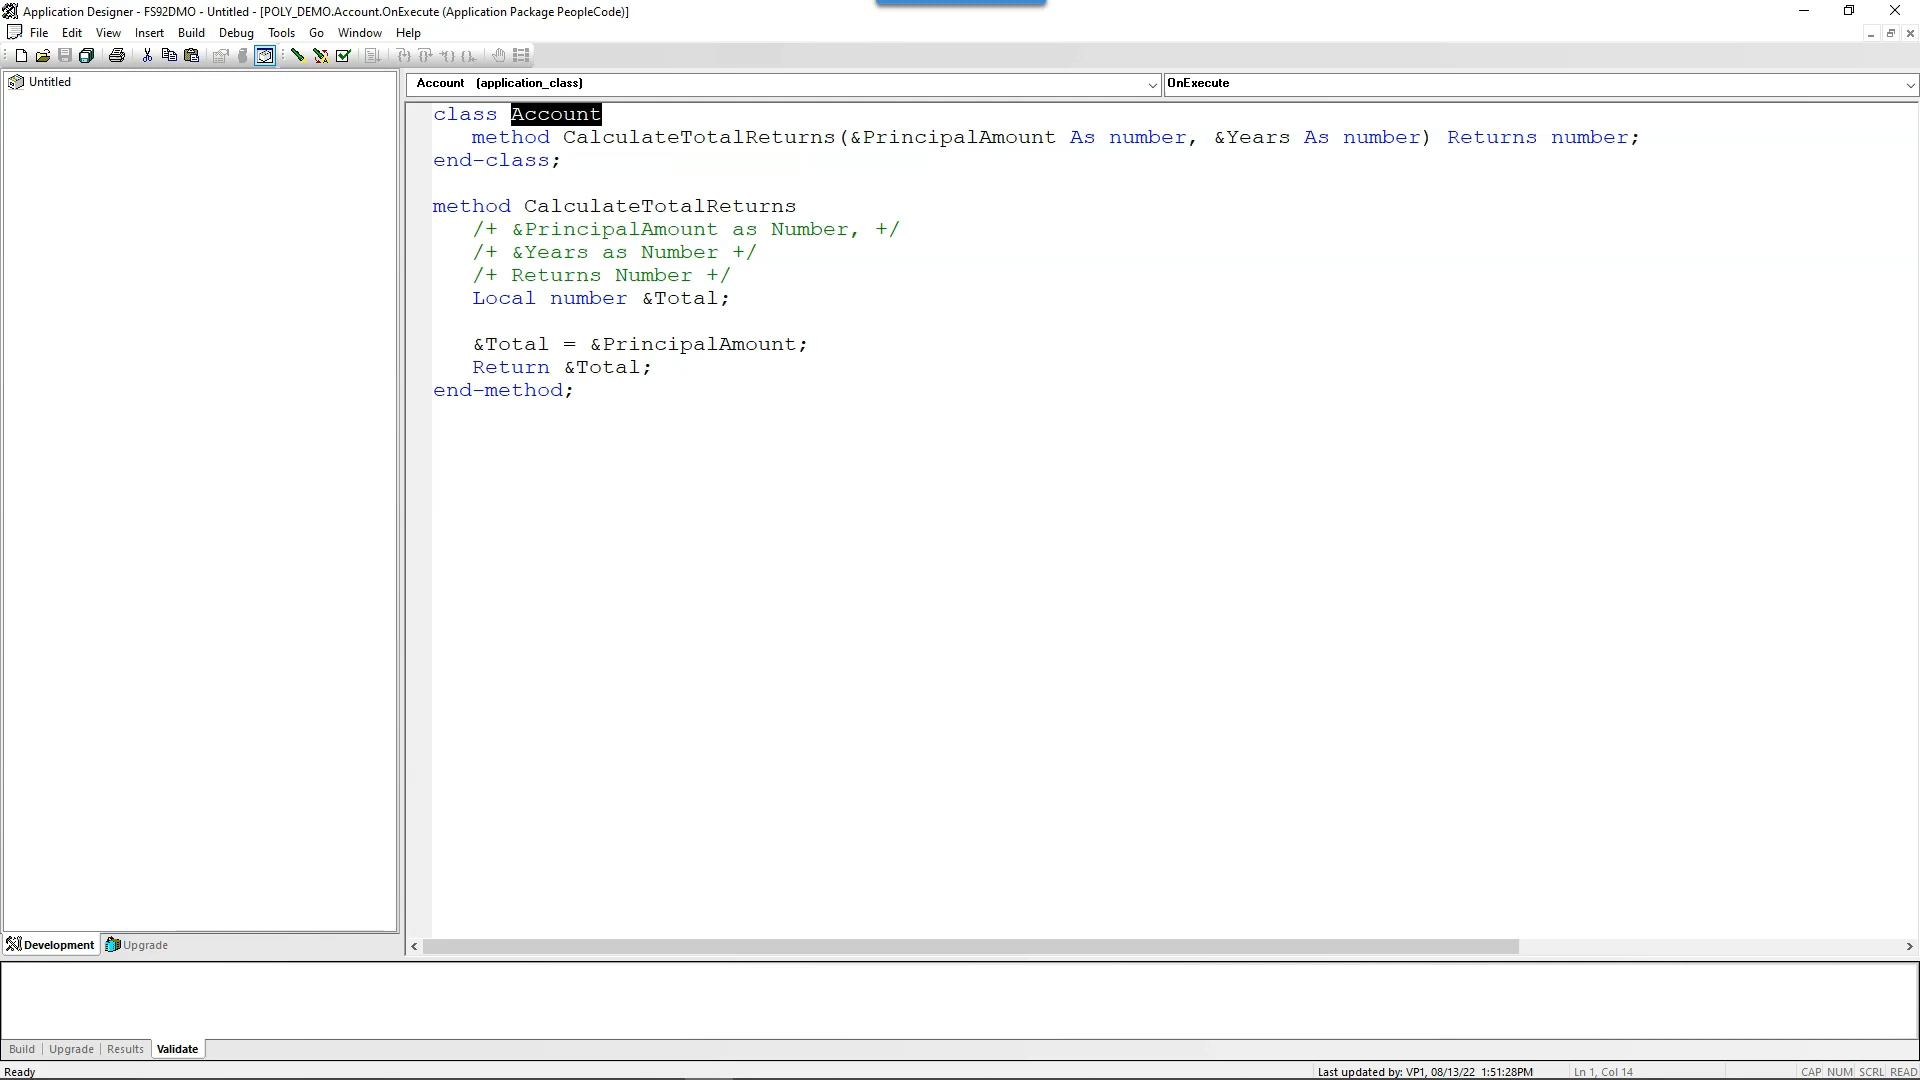 Application Designer - FS92DMO - Untitled - [POLY_DEMO.Account.OnExecute (Application Package PeopleCode)]
File Edit View Insert Build Debug Tools Go Window Help
Untitled
Account (application_class) OnExecute
class Account
method CalculateTotalReturns(&PrincipalAmount As number, &Years As number) Returns number;
end-class;
method CalculateTotalReturns
/+ &PrincipalAmount as Number, +/
/+ &Years as Number +/
/+ Returns Number +/
Local number &Total;
&Total = &PrincipalAmount;
Return &Total;
end-method;
Development Upgrade
Build Upgrade Results Validate
Ready Last updated by: VP1, 08/13/22 1:51:28PM Ln 1, Col 14 CAP NUM SCRL READ